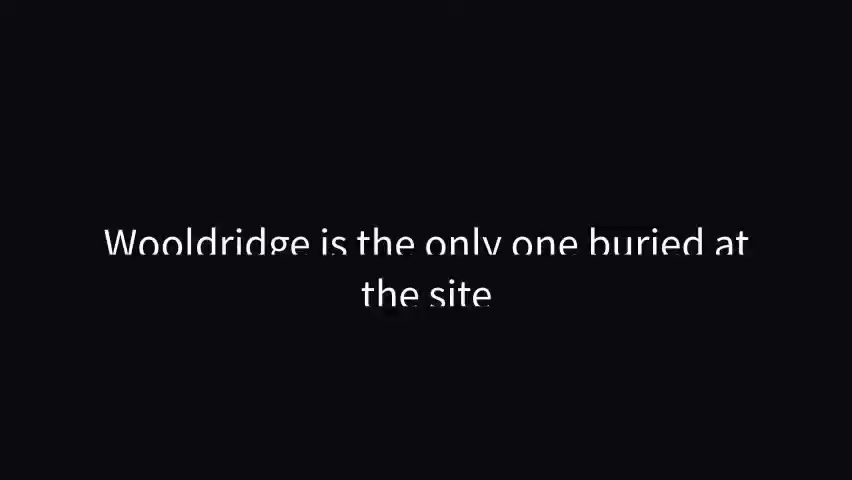 Wooldridge is the only one buried at
the site